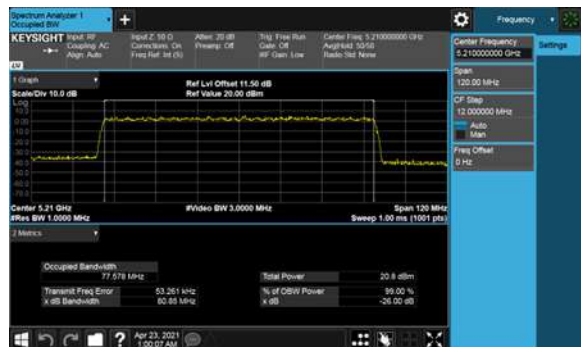 Spectrum Analyzer 1
Occupied BW
+
Frequency
KEYSIGHT
Input: RF
Coupling: AC
Align: Auto
Input Z: 50 Ω
Corrections: On
Freq Ref: Int (S)
Atten: 20 dB
Preamp: Off
Trig: Free Run
Gate: Off
#IF Gain: Low
Center Freq: 5.210000000 GHz
Avg|Hold: 50/50
Radio Std: None
Center Frequency
5.210000000 GHz
Settings
Span
120.00 MHz
CF Step
12.000000 MHz
Auto
Man
Freq Offset
0 Hz
1 Graph
Scale/Div 10.0 dB
Ref Lvl Offset 11.50 dB
Ref Value 20.00 dBm
Log
10.0
0.00
Center 5.21 GHz
#Res BW 1.0000 MHz
#Video BW 3.0000 MHz
Span 120 MHz
Sweep 1.00 ms (1001 pts)
2 Metrics
Occupied Bandwidth
77.578 MHz
Total Power
20.8 dBm
Transmit Freq Error
53.261 kHz
% of OBW Power
99.00 %
x dB Bandwidth
80.85 MHz
x dB
-26.00 dB
?
Apr 23, 2021
1:00:07 AM